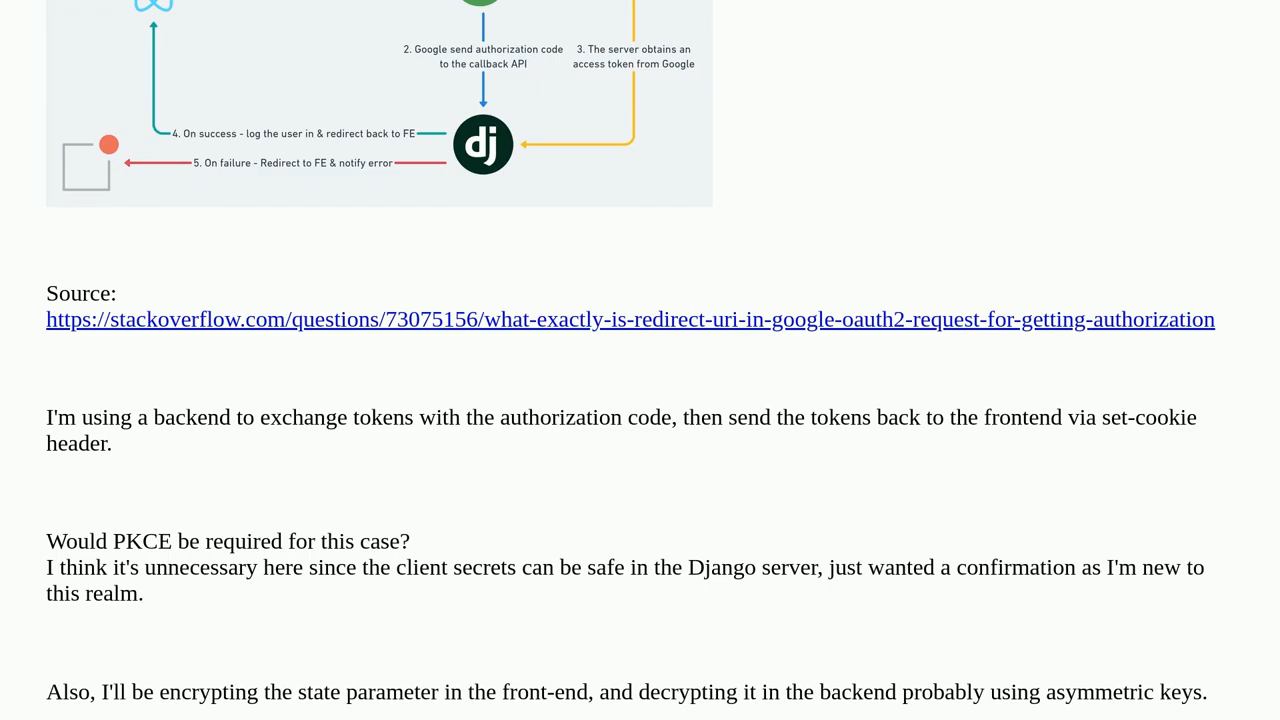 2. Google send authorization code
to the callback API
3. The server obtains an
access token from Google
4. On success - log the user in & redirect back to FE
dj
5. On failure - Redirect to FE & notify error
Source:
https://stackoverflow.com/questions/73075156/what-exactly-is-redirect-uri-in-google-oauth2-request-for-getting-authorization
I'm using a backend to exchange tokens with the authorization code, then send the tokens back to the frontend via set-cookie
header.
Would PKCE be required for this case?
I think it's unnecessary here since the client secrets can be safe in the Django server, just wanted a confirmation as I'm new to
this realm.
Also, I'll be encrypting the state parameter in the front-end, and decrypting it in the backend probably using asymmetric keys.